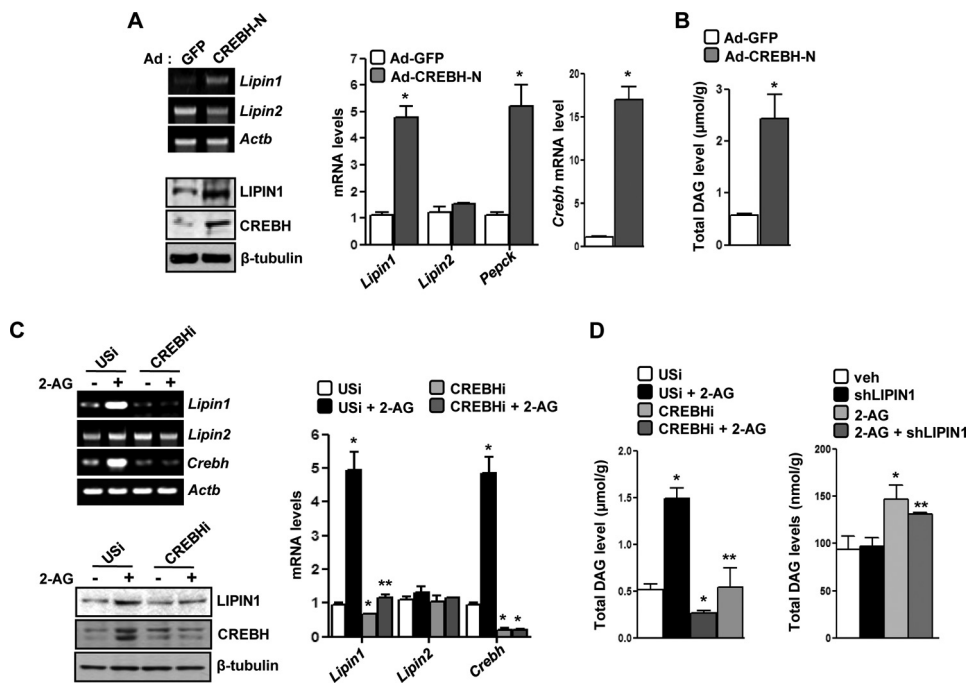 A
Ad : GFP CREBH-N
Lipin1
Lipin2
Actb
LIPIN1
CREBH
β-tubulin
Ad-GFP
Ad-CREBH-N
mRNA levels
7
6
5
4
3
2
1
0
Lipin1 Lipin2 Pepck
* *
Crebh mRNA level
20
15
10
5
0
*
B
Ad-GFP
Ad-CREBH-N
Total DAG level (μmol/g)
3
2
1
0
*
C
USi CREBHi
2-AG - + - +
Lipin1
Lipin2
Crebh
Actb
USi CREBHi
2-AG - + - +
LIPIN1
CREBH
β-tubulin
USi CREBHi
USi + 2-AG CREBHi + 2-AG
mRNA levels
6
5
4
3
2
1
0
* * ** * * *
Lipin1 Lipin2 Crebh
D
USi
USi + 2-AG
CREBHi
CREBHi + 2-AG
Total DAG level (μmol/g)
2.0
1.5
1.0
0.5
0.0
* * **
veh
shLIPIN1
2-AG
2-AG + shLIPIN1
Total DAG levels (nmol/g)
200
150
100
50
0
* **